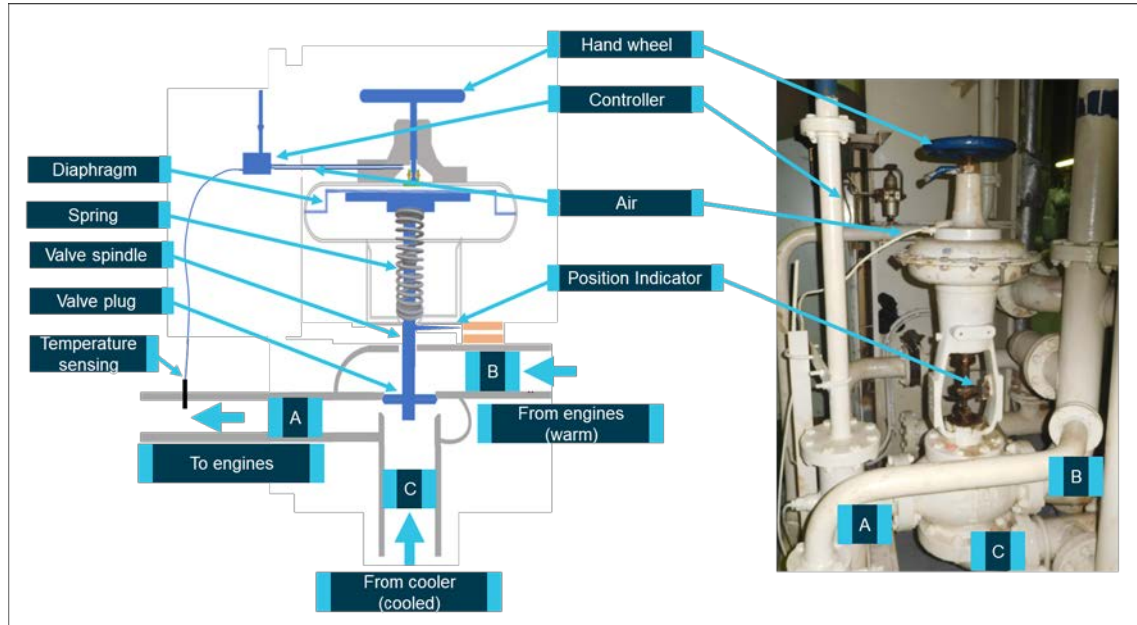 Hand wheel
Controller
Diaphragm
Spring
Air
Valve spindle
Position Indicator
Valve plug
Temperature
sensing
B
A
From engines
(warm)
To engines
C
From cooler
(cooled)
B
A
C